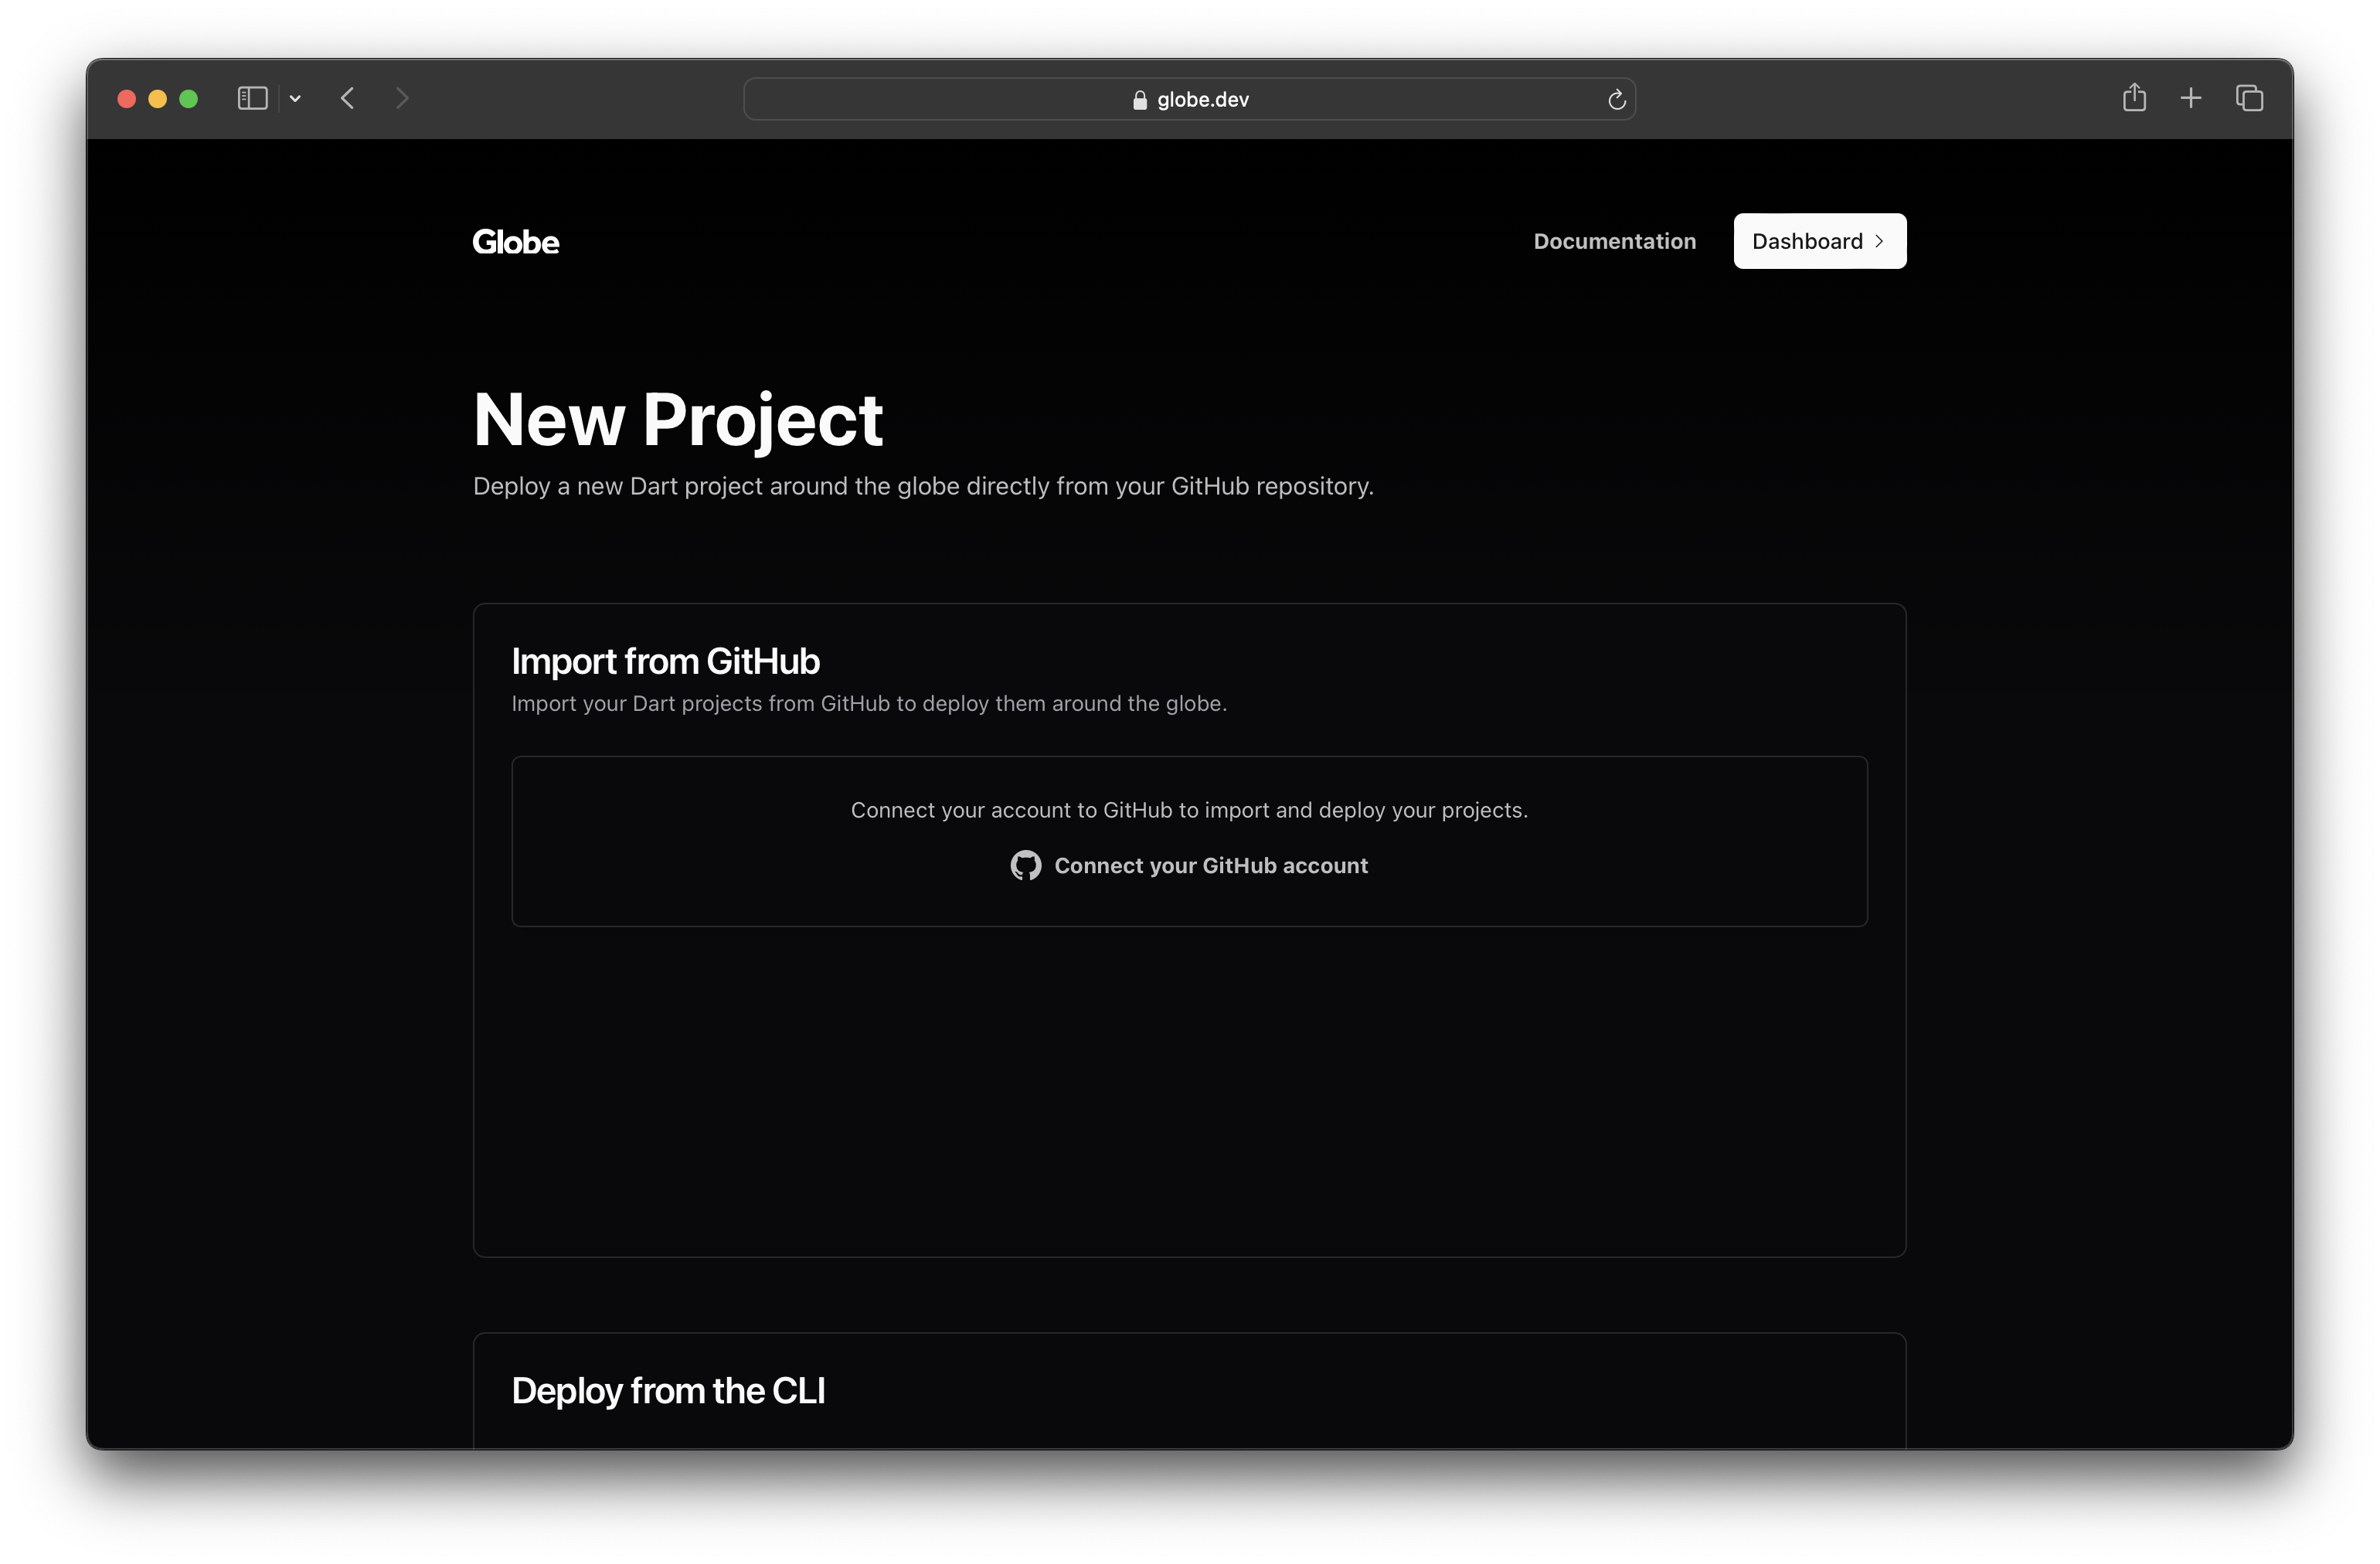 globe.dev
Globe
Documentation
Dashboard
New Project
Deploy a new Dart project around the globe directly from your GitHub repository.
Import from GitHub
Import your Dart projects from GitHub to deploy them around the globe.
Connect your account to GitHub to import and deploy your projects.
Connect your GitHub account
Deploy from the CLI